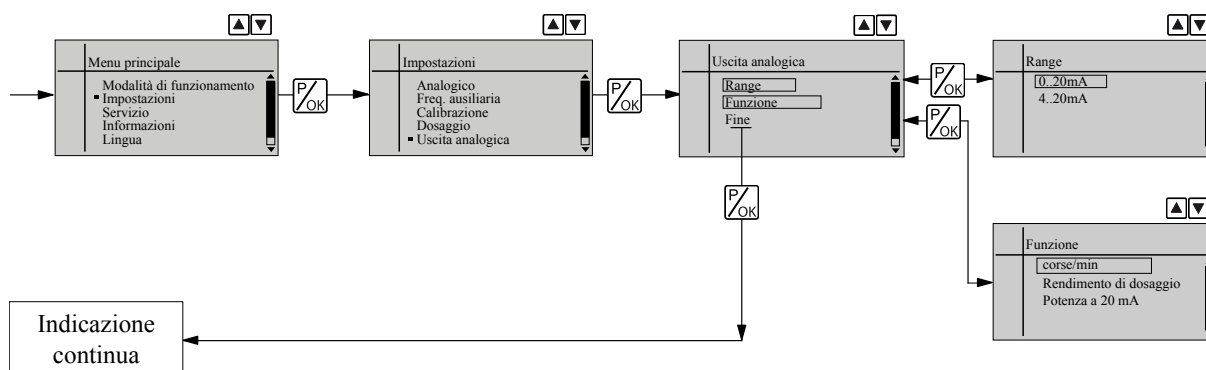 Menu principale
Modalità di funzionamento
Impostazioni
Servizio
Informazioni
Lingua
P/OK
Impostazioni
Analogico
Freq. ausiliaria
Calibrazione
Dosaggio
Uscita analogica
P/OK
Uscita analogica
Range
Funzione
Fine
P/OK
P/OK
Range
0..20mA
4..20mA
P/OK
Funzione
corse/min
Rendimento di dosaggio
Potenza a 20 mA
Indicazione
continua